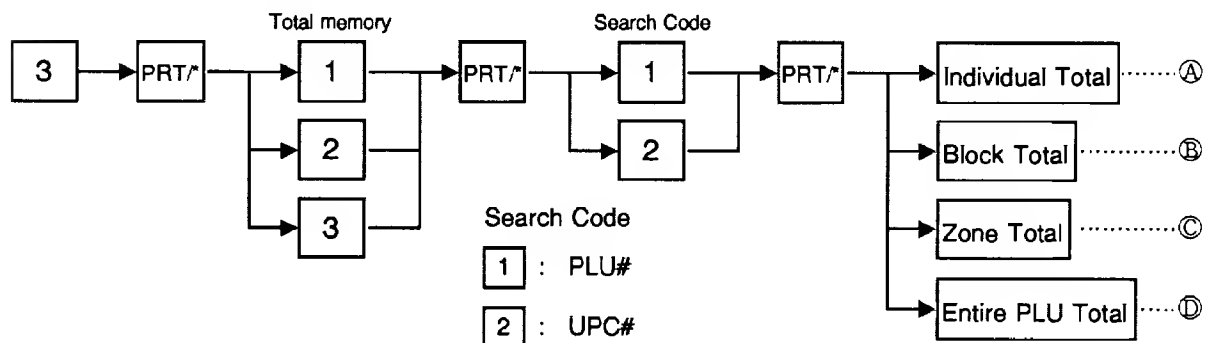 Total memory
Search Code
3 PRT/* 1 PRT/* 1 PRT/* Individual Total Ⓐ
2 2 Block Total Ⓑ
3 Zone Total Ⓒ
Search Code
1 : PLU#
Entire PLU Total Ⓓ
2 : UPC#